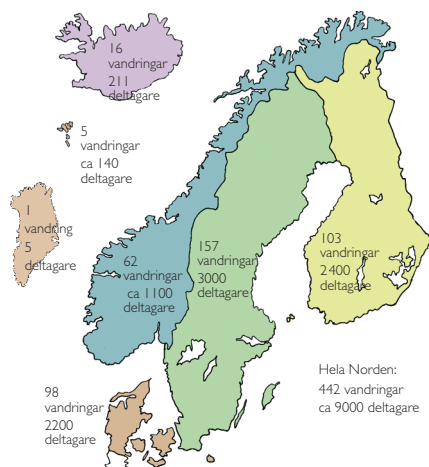 16
vandringar
211
deltagare
5
vandringar
ca 140
deltagare
1
vandring
5
deltagare
62
vandringar
ca 1100
deltagare
157
vandringar
3000
deltagare
103
vandringar
2400
deltagare
98
vandringar
2200
deltagare
Hela Norden:
442 vandringar
ca 9000 deltagare